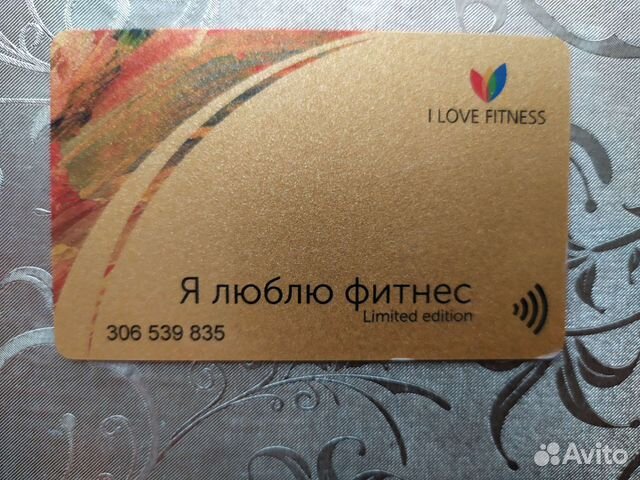 I LOVE FITNESS
Я люблю фитнес
Limited edition
306 539 835
Avito